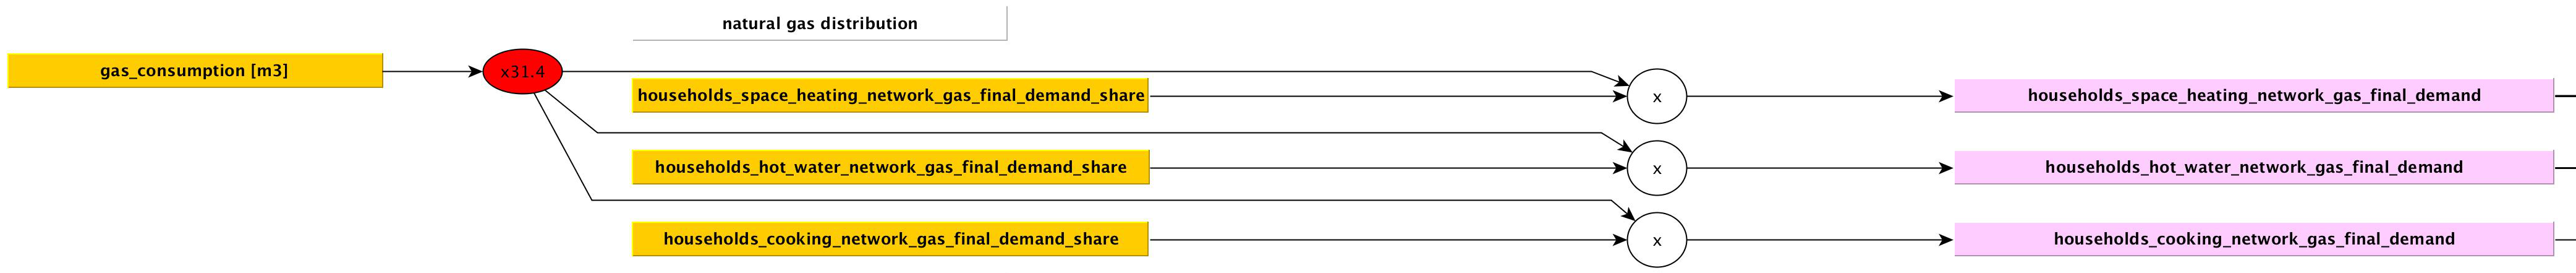 natural gas distribution
gas_consumption [m3]
x31.4
households_space_heating_network_gas_final_demand_share
x
households_space_heating_network_gas_final_demand
households_hot_water_network_gas_final_demand_share
x
households_hot_water_network_gas_final_demand
households_cooking_network_gas_final_demand_share
x
households_cooking_network_gas_final_demand